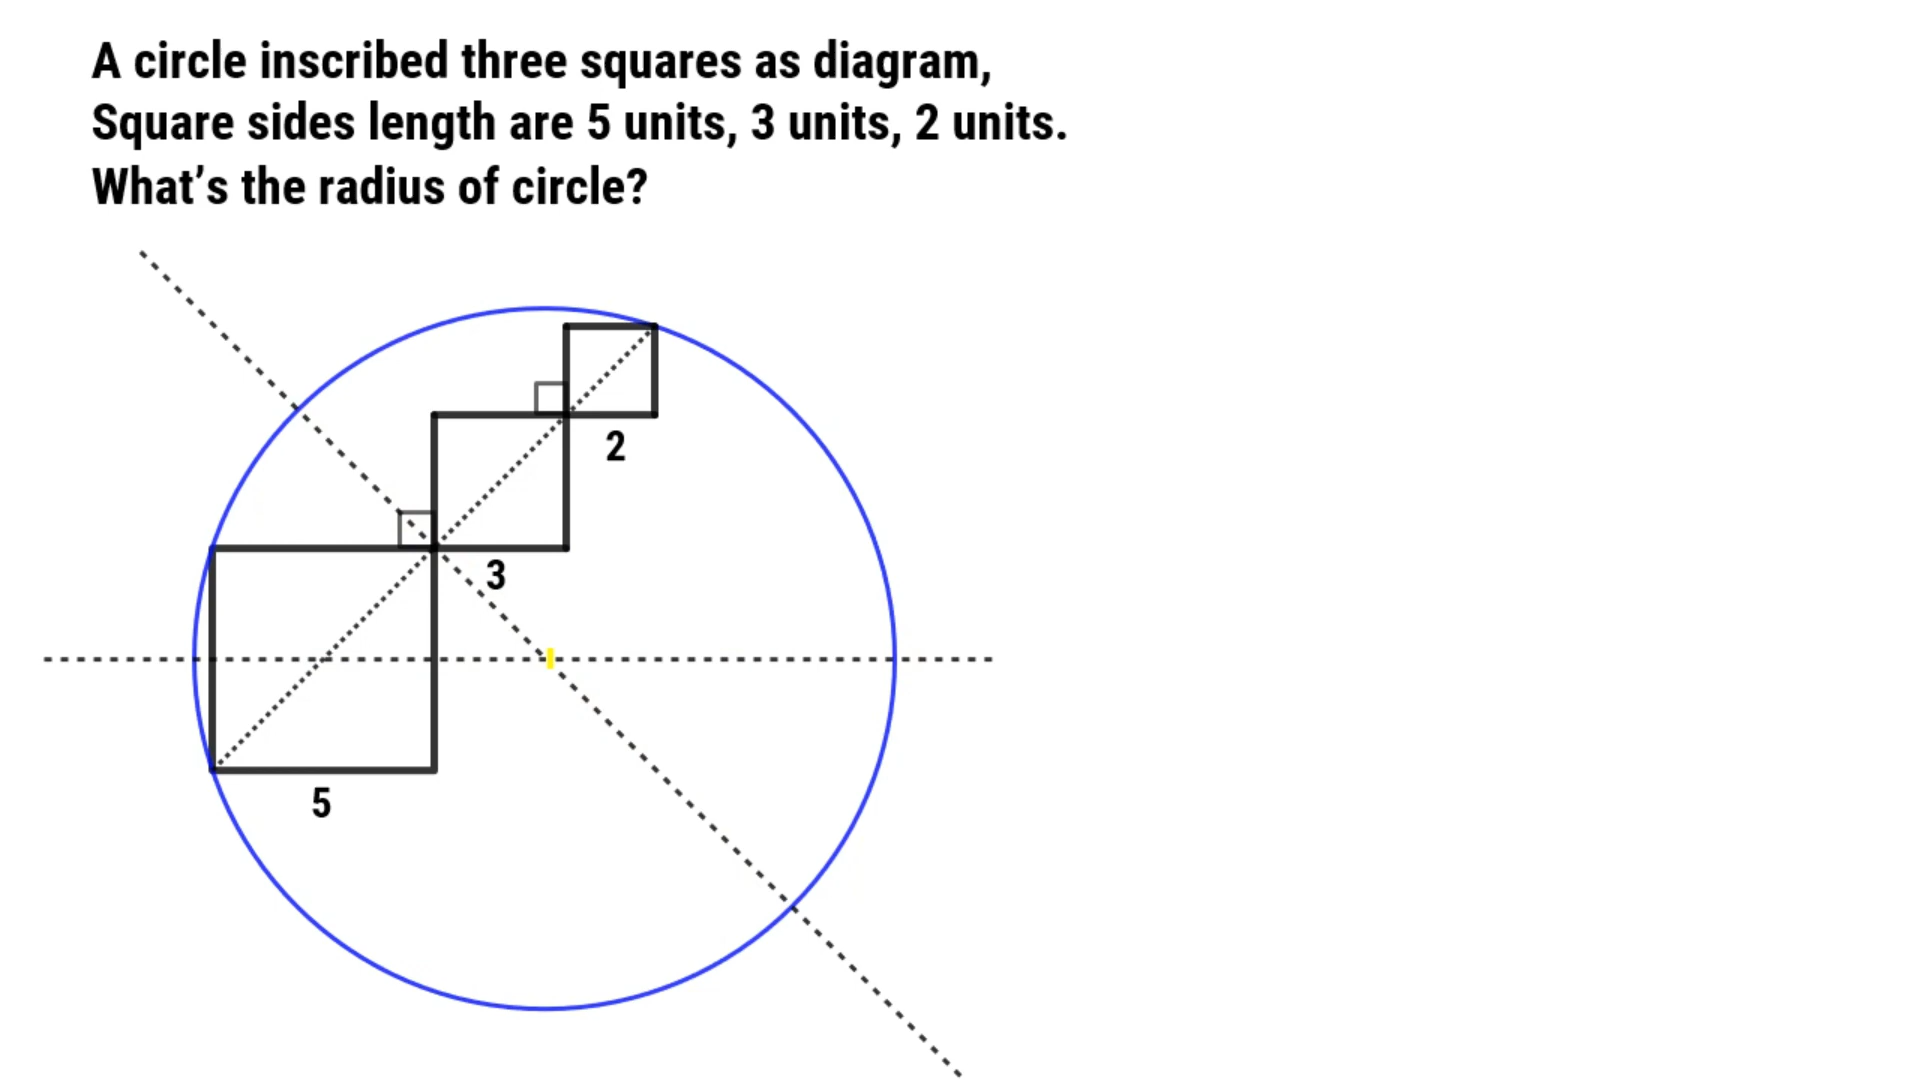 A circle inscribed three squares as diagram,
Square sides length are 5 units, 3 units, 2 units.
What’s the radius of circle?
2
3
5